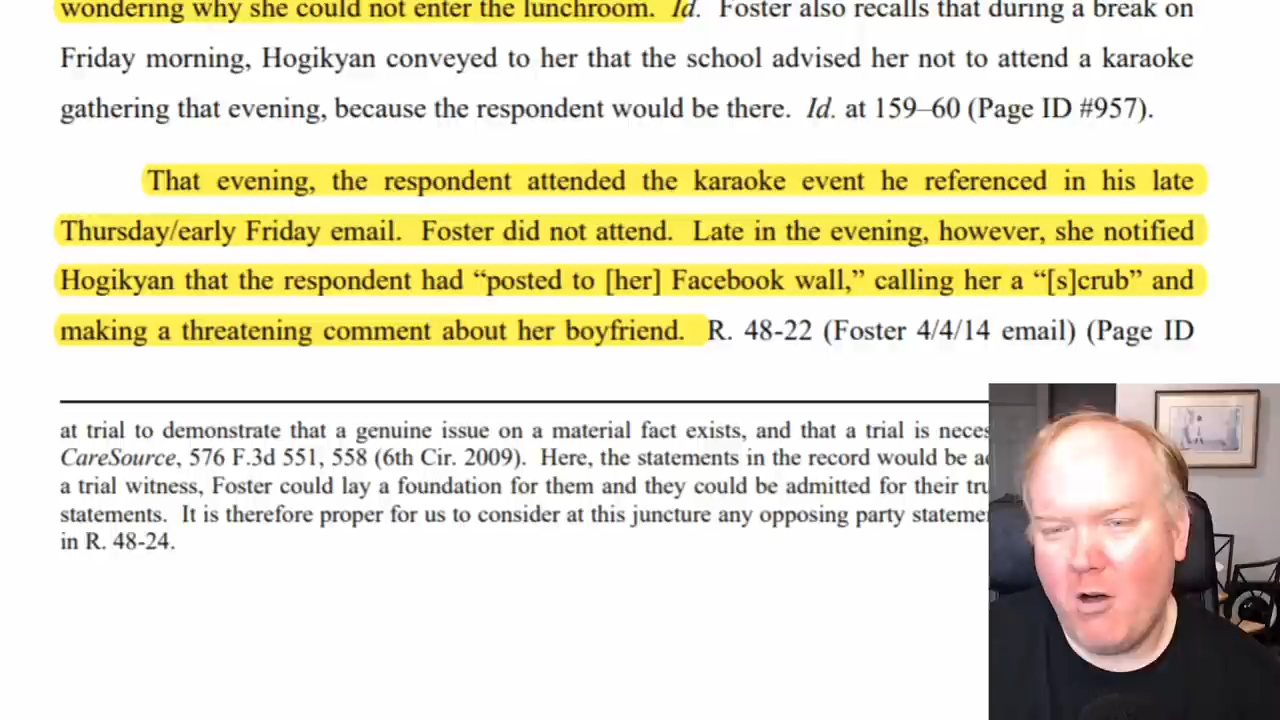 wondering why she could not enter the lunchroom. Id. Foster also recalls that during a break on
Friday morning, Hogikyan conveyed to her that the school advised her not to attend a karaoke
gathering that evening, because the respondent would be there. Id. at 159–60 (Page ID #957).
That evening, the respondent attended the karaoke event he referenced in his late
Thursday/early Friday email. Foster did not attend. Late in the evening, however, she notified
Hogikyan that the respondent had “posted to [her] Facebook wall,” calling her a “[s]crub” and
making a threatening comment about her boyfriend. R. 48-22 (Foster 4/4/14 email) (Page ID
at trial to demonstrate that a genuine issue on a material fact exists, and that a trial is neces
CareSource, 576 F.3d 551, 558 (6th Cir. 2009). Here, the statements in the record would be a
a trial witness, Foster could lay a foundation for them and they could be admitted for their tru
statements. It is therefore proper for us to consider at this juncture any opposing party stateme
in R. 48-24.